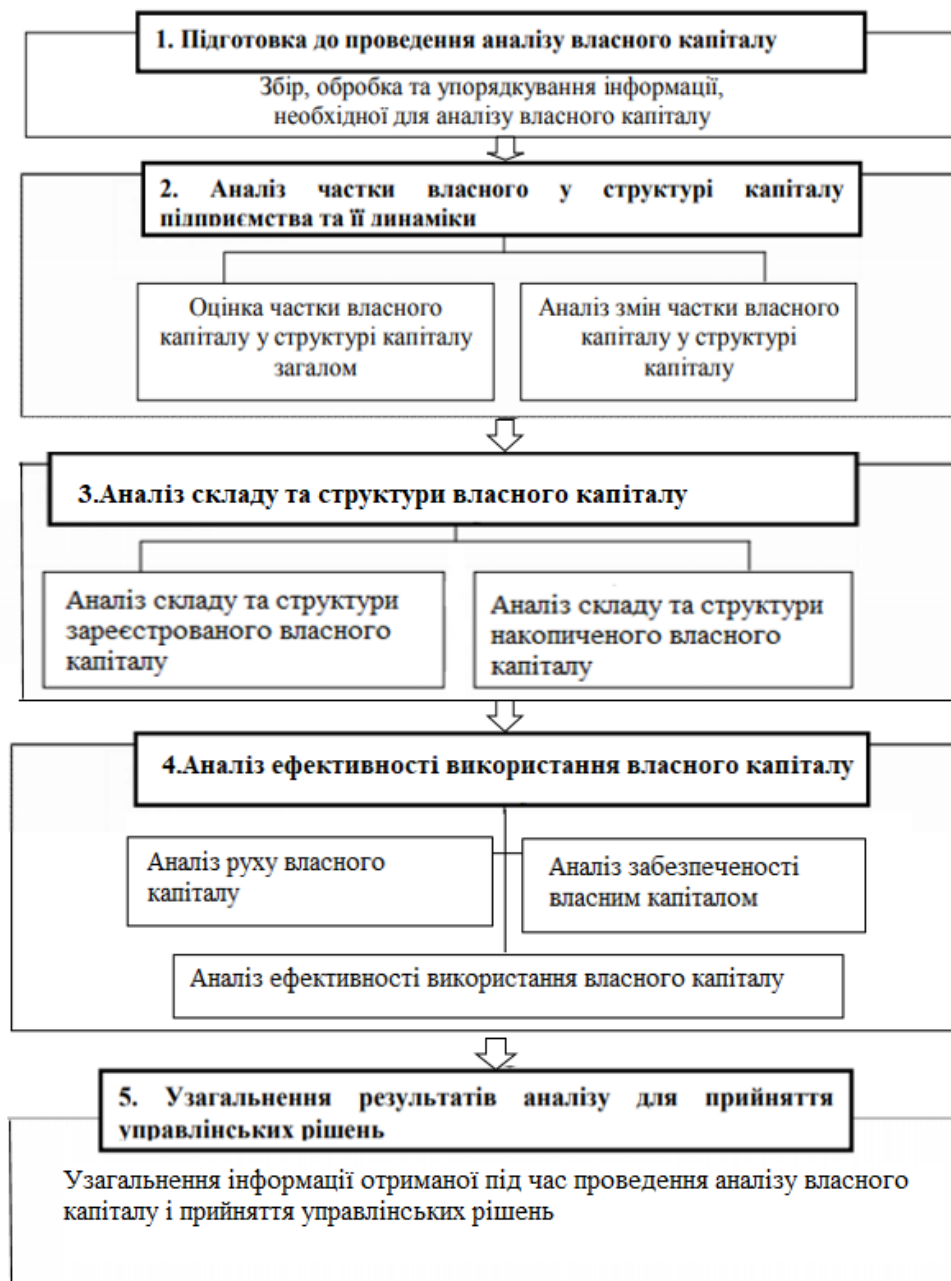 1. Підготовка до проведення аналізу власного капіталу
Збір, обробка та упорядкування інформації,
необхідної для аналізу власного капіталу
2. Аналіз частки власного у структурі капіталу
підприємства та її динаміки
Оцінка частки власного
капіталу у структурі капіталу
загалом
Аналіз змін частки власного
капіталу у структурі
капіталу
3.Аналіз складу та структури власного капіталу
Аналіз складу та структури
зареєстрованого власного
капіталу
Аналіз складу та структури
накопиченого власного
капіталу
4.Аналіз ефективності використання власного капіталу
Аналіз руху власного
капіталу
Аналіз забезпеченості
власним капіталом
Аналіз ефективності використання власного капіталу
5. Узагальнення результатів аналізу для прийняття
управлінських рішень
Узагальнення інформації отриманої під час проведення аналізу власного
капіталу і прийняття управлінських рішень